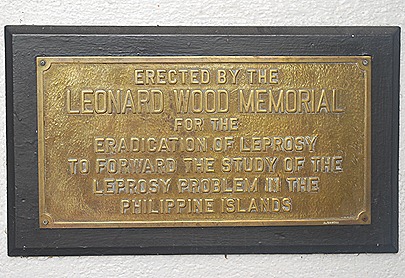 ERECTED BY THE
LEONARD WOOD MEMORIAL
FOR THE
ERADICATION OF LEPROSY
TO FORWARD THE STUDY OF THE
LEPROSY PROBLEM IN THE
PHILIPPINE ISLANDS